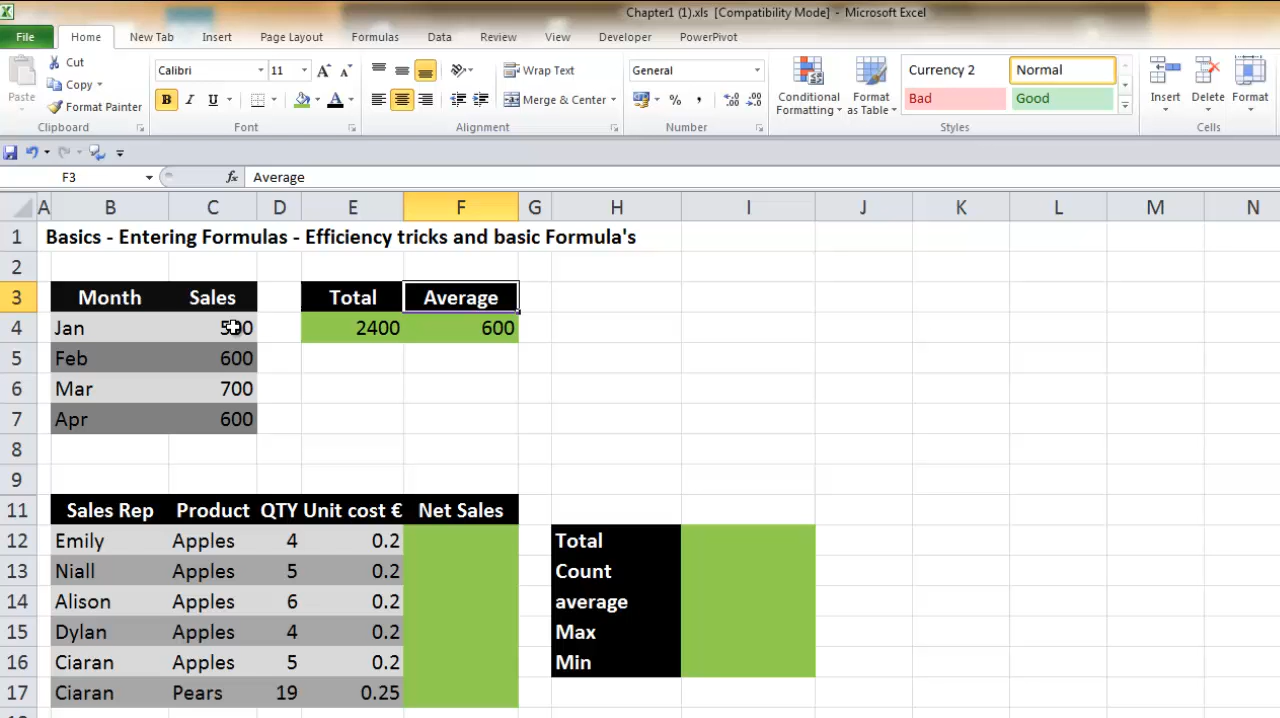 Chapter1 (1).xls [Compatibility Mode] - Microsoft Excel
File Home New Tab Insert Page Layout Formulas Data Review View Developer PowerPivot
Paste Cut Copy Format Painter
Calibri 11
B I U A A A
Wrap Text
Merge & Center
General
% ,
Conditional Formatting
Format as Table
Currency 2 Normal
Bad Good
Insert Delete Format
Clipboard Font Alignment Number Styles Cells
F3 fx Average
A B C D E F G H I J K L M N
1 Basics - Entering Formulas - Efficiency tricks and basic Formula's
2
3 Month Sales Total Average
4 Jan 500 2400 600
5 Feb 600
6 Mar 700
7 Apr 600
8
9
11 Sales Rep Product QTY Unit cost € Net Sales
12 Emily Apples 4 0.2 Total
13 Niall Apples 5 0.2 Count
14 Alison Apples 6 0.2 average
15 Dylan Apples 4 0.2 Max
16 Ciaran Apples 5 0.2 Min
17 Ciaran Pears 19 0.25